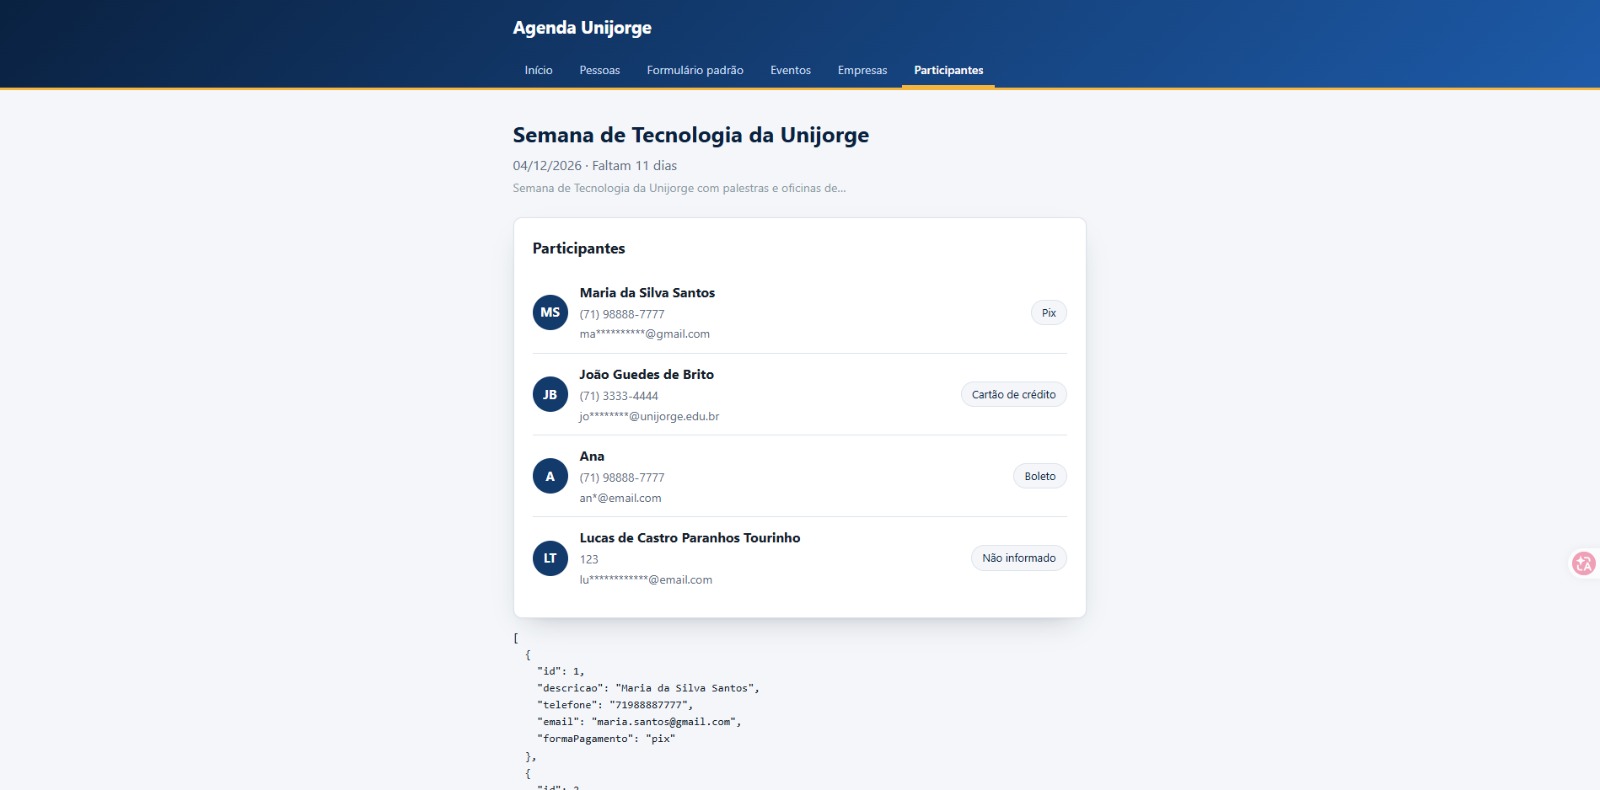 Agenda Unijorge
Início Pessoas Formulário padrão Eventos Empresas Participantes
Semana de Tecnologia da Unijorge
04/12/2026 · Faltam 11 dias
Semana de Tecnologia da Unijorge com palestras e oficinas de...
Participantes
MS
Maria da Silva Santos
(71) 98888-7777
ma**********@gmail.com
Pix
JB
João Guedes de Brito
(71) 3333-4444
jo********@unijorge.edu.br
Cartão de crédito
A
Ana
(71) 98888-7777
an*@email.com
Boleto
LT
Lucas de Castro Paranhos Tourinho
123
lu************@email.com
Não informado
[
{
"id": 1,
"descricao": "Maria da Silva Santos",
"telefone": "71988887777",
"email": "maria.santos@gmail.com",
"formaPagamento": "pix"
},
{